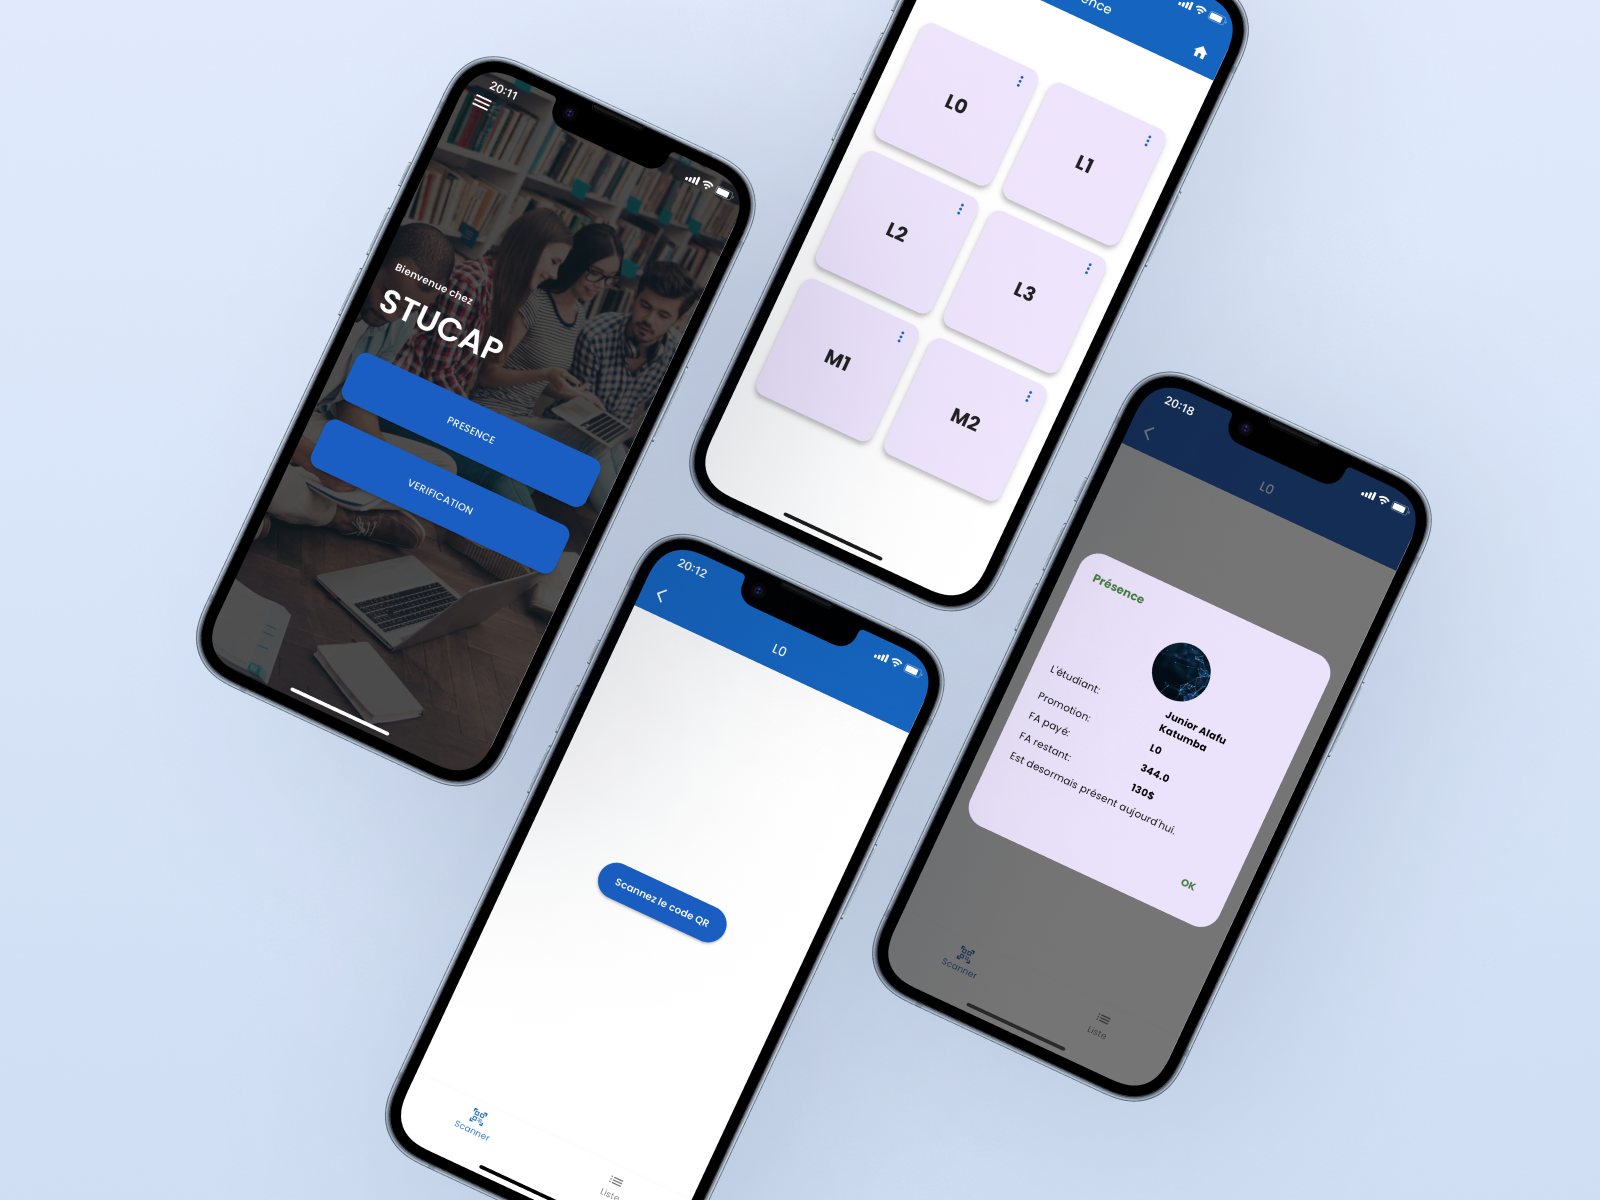 20:11
Bienvenue chez
STUCAP
PRESENCE
VERIFICATION
L0
L1
L2
L3
M1
M2
20:12
L0
Scannez le code QR
Scanner
Liste
20:18
L0
Présence
L'étudiant:
Junior Alafu
Katumba
Promotion:
L0
FA payé:
344.0
FA restant:
130$
Est desormais présent aujourd'hui.
OK
Scanner
Liste